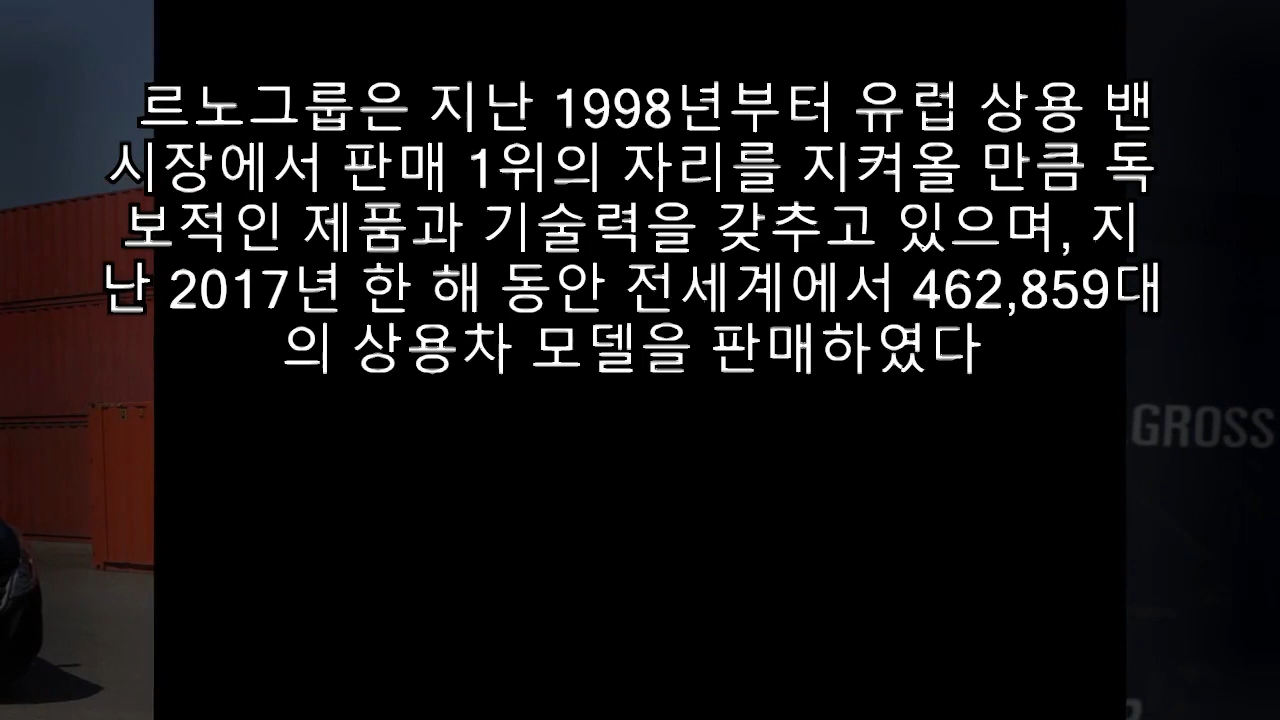 르노그룹은 지난 1998년부터 유럽 상용 밴
시장에서 판매 1위의 자리를 지켜올 만큼 독
보적인 제품과 기술력을 갖추고 있으며, 지
난 2017년 한 해 동안 전세계에서 462,859대
의 상용차 모델을 판매하였다
GROSS